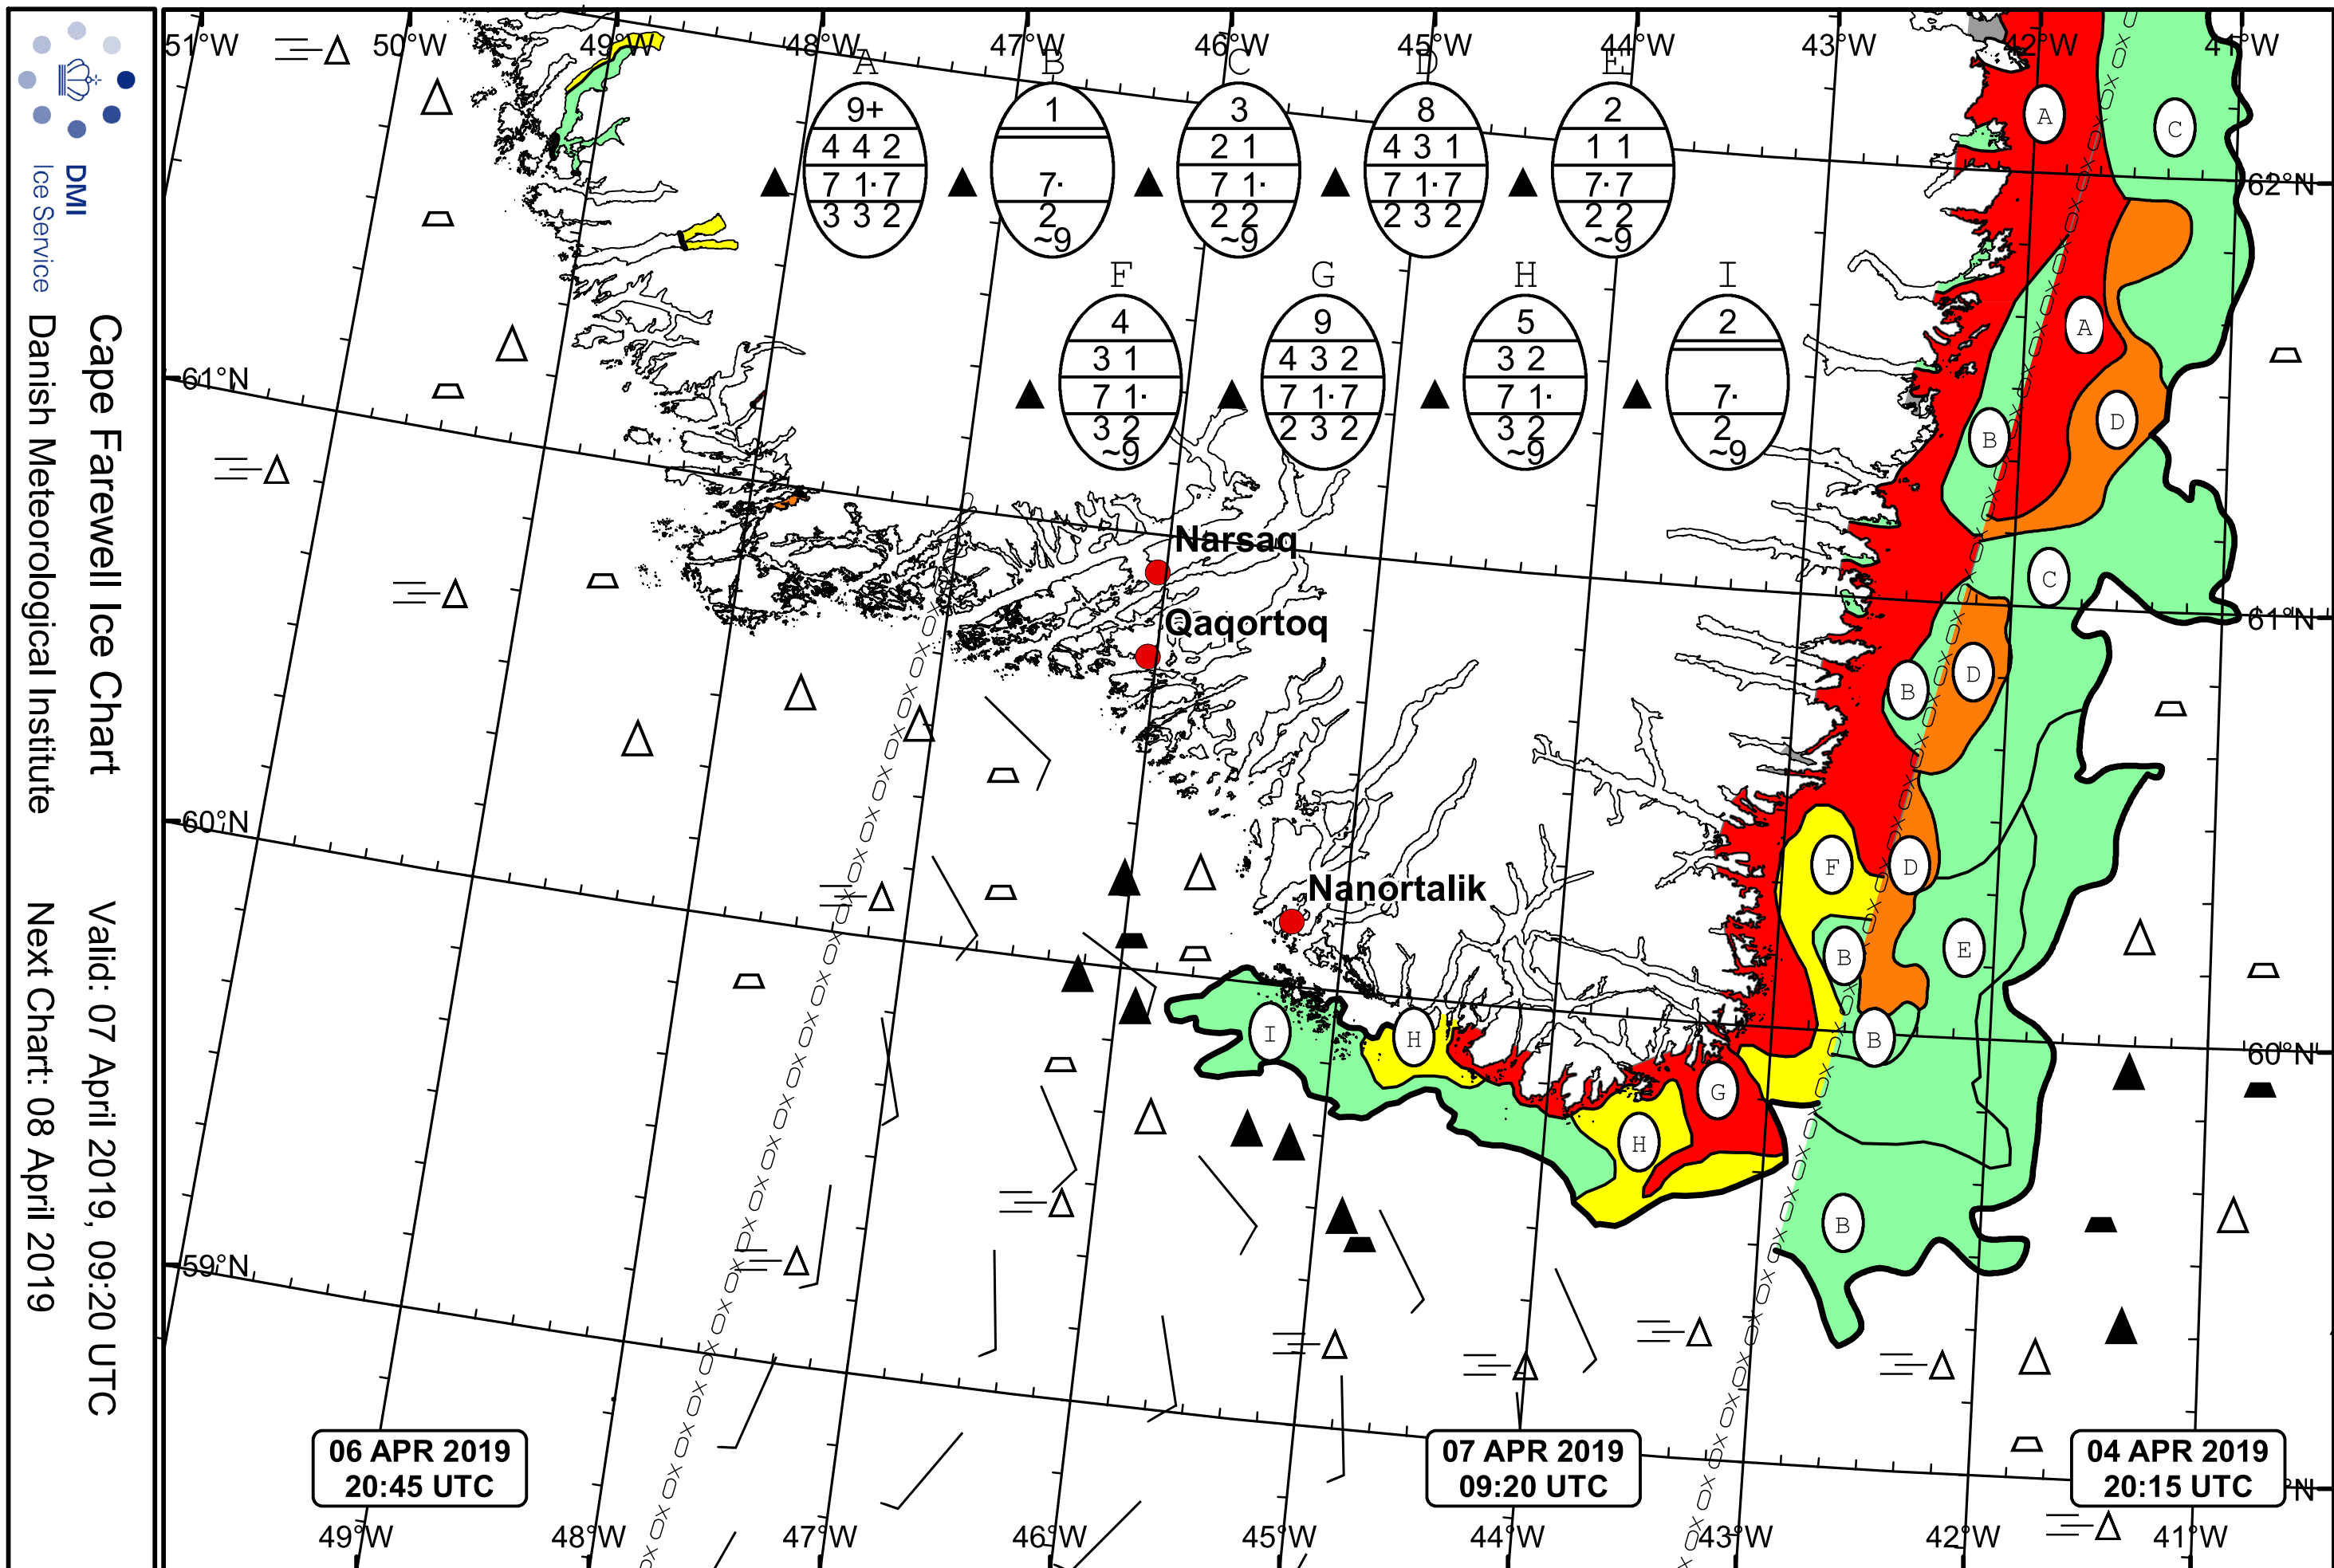 DMI
Ice Service
Cape Farewell Ice Chart
Danish Meteorological Institute
Valid: 07 April 2019, 09:20 UTC
Next Chart: 08 April 2019
51°W 50°W 49°W 48°W 47°W 46°W 45°W 44°W 43°W 42°W 41°W
A B C D E
9+ 1 3 8 2
4 4 2 2 1 4 3 1 1 1
7 1· 7 7· 7 1· 7 1· 7 7· 7
3 3 2 2 2 2 2 3 2 2 2
~9 ~9 ~9
F G H I
4 9 5 2
3 1 4 3 2 3 2
7 1· 7 1· 7 7 1· 7·
3 2 2 3 2 3 2 2
~9 ~9 ~9
A
C
62°N
A
61°N
D
B
Narsaq
C
61°N
Qaqortoq
D
B
60°N
F
D
Nanortalik
E
B
I
H
B
60°N
G
H
B
59°N
06 APR 2019
20:45 UTC
07 APR 2019
09:20 UTC
04 APR 2019
20:15 UTC
°N
49°W 48°W 47°W 46°W 45°W 44°W 43°W 42°W 41°W